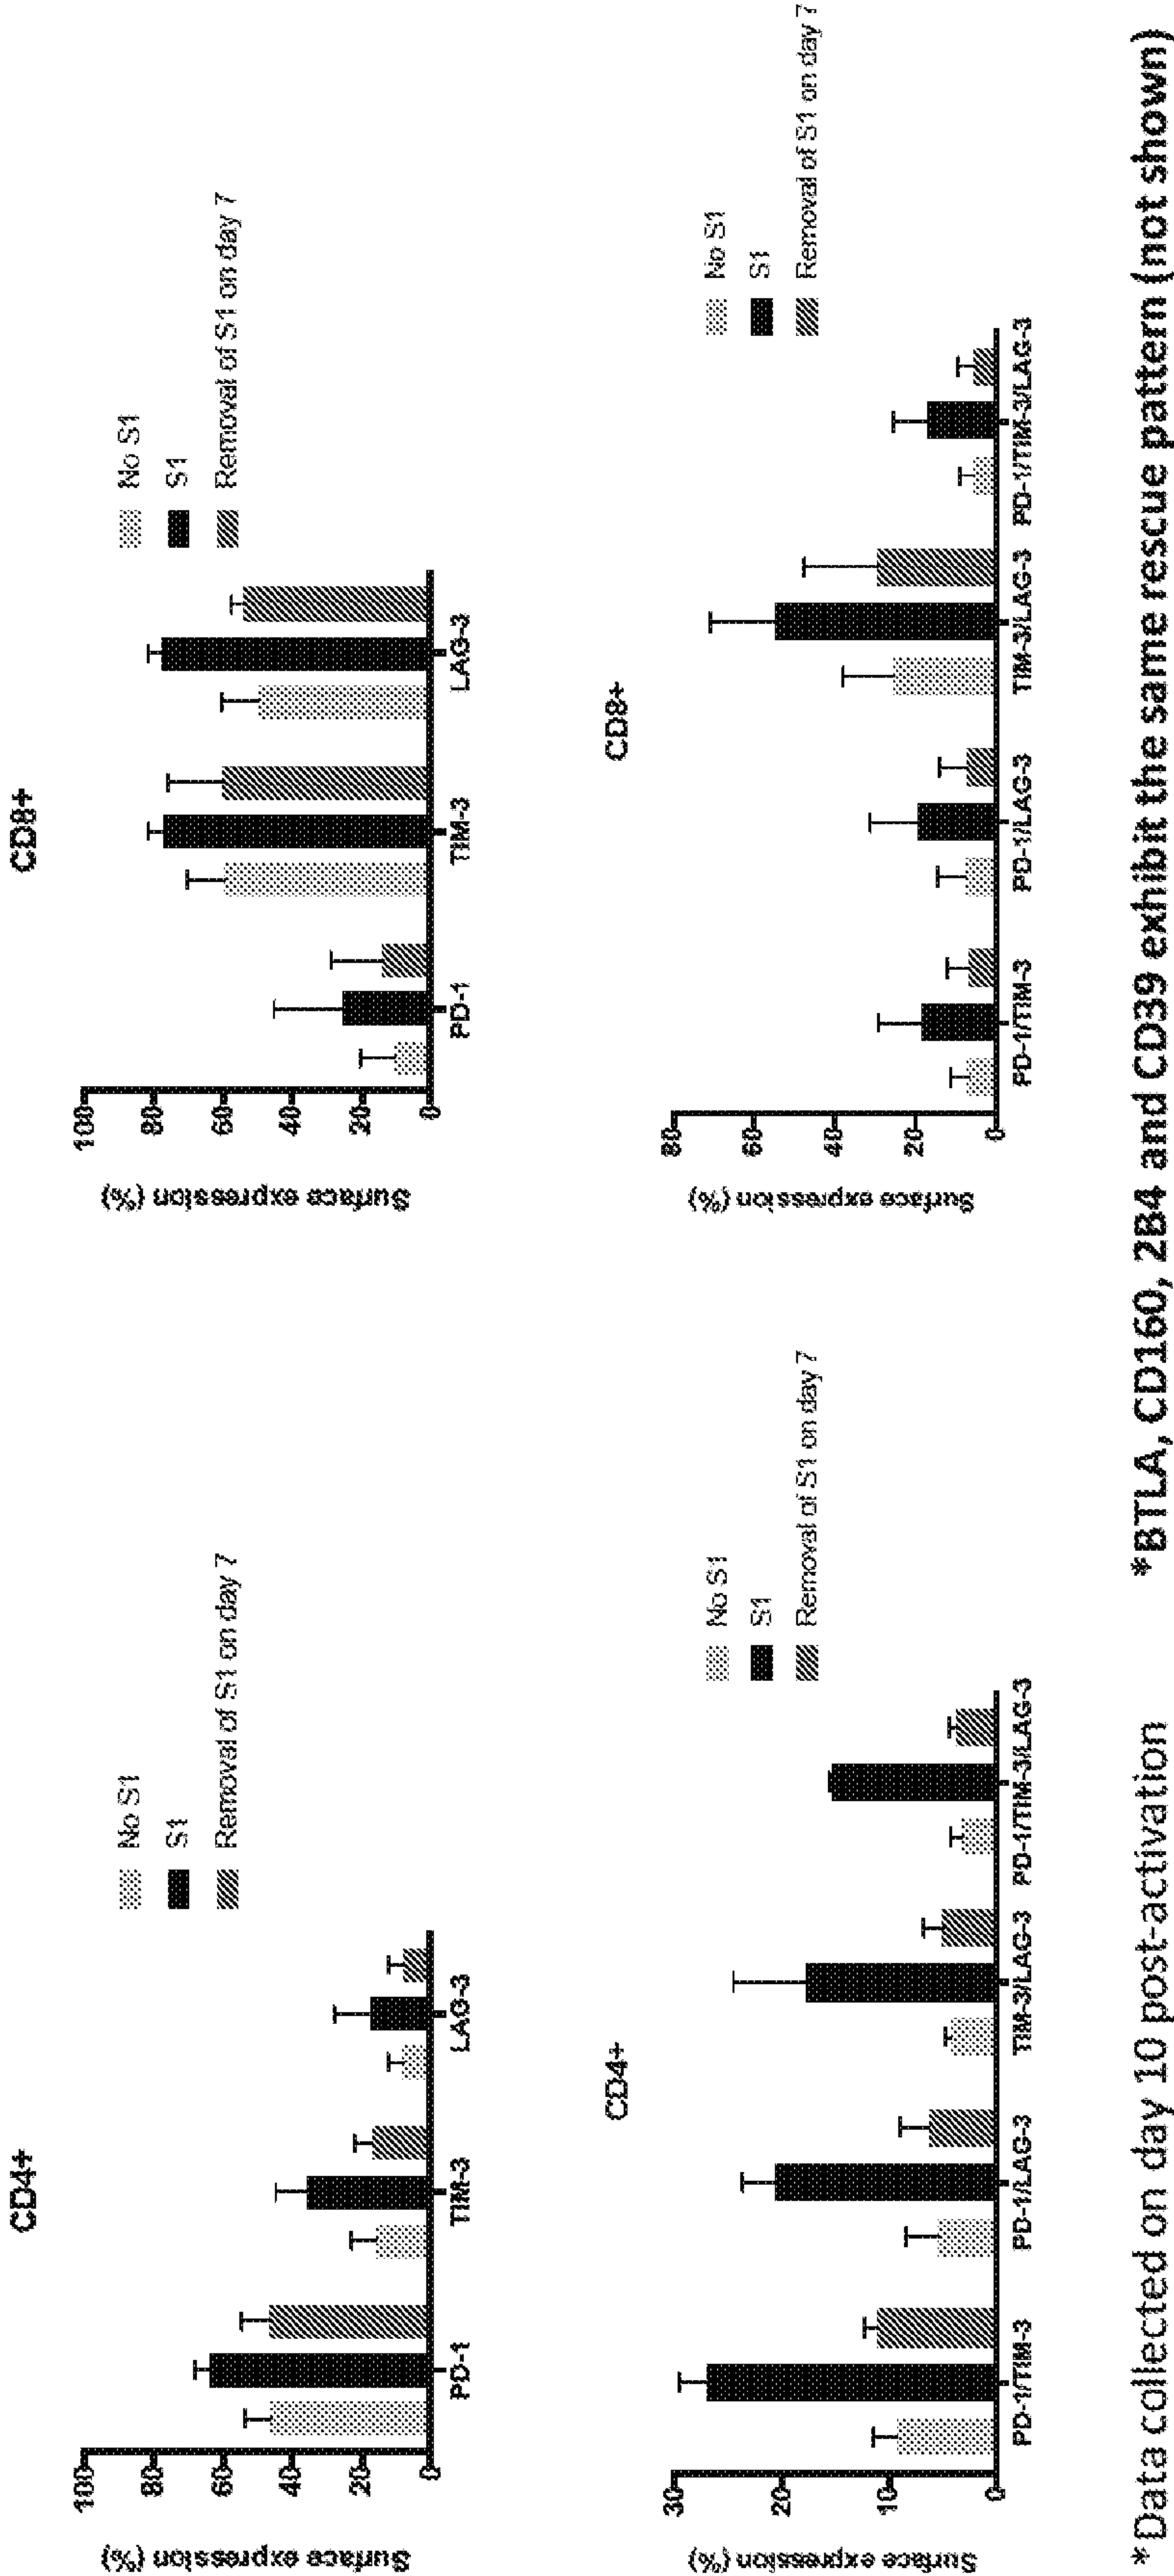 CD4+
Surface expression (%)
100
80
60
40
20
0
PD-1
TIM-3
LAG-3
No S1
S1
Removal of S1 on day 7
CD8+
Surface expression (%)
100
80
60
40
20
0
PD-1
TIM-3
LAG-3
No S1
S1
Removal of S1 on day 7
CD4+
Surface expression (%)
30
20
10
0
PD-1/TIM-3
PD-1/LAG-3
TIM-3/LAG-3
PD-1/TIM-3/LAG-3
No S1
S1
Removal of S1 on day 7
CD8+
Surface expression (%)
80
60
40
20
0
PD-1/TIM-3
PD-1/LAG-3
TIM-3/LAG-3
PD-1/TIM-3/LAG-3
No S1
S1
Removal of S1 on day 7
*Data collected on day 10 post-activation
*BTLA, CD160, 2B4 and CD39 exhibit the same rescue pattern (not shown)